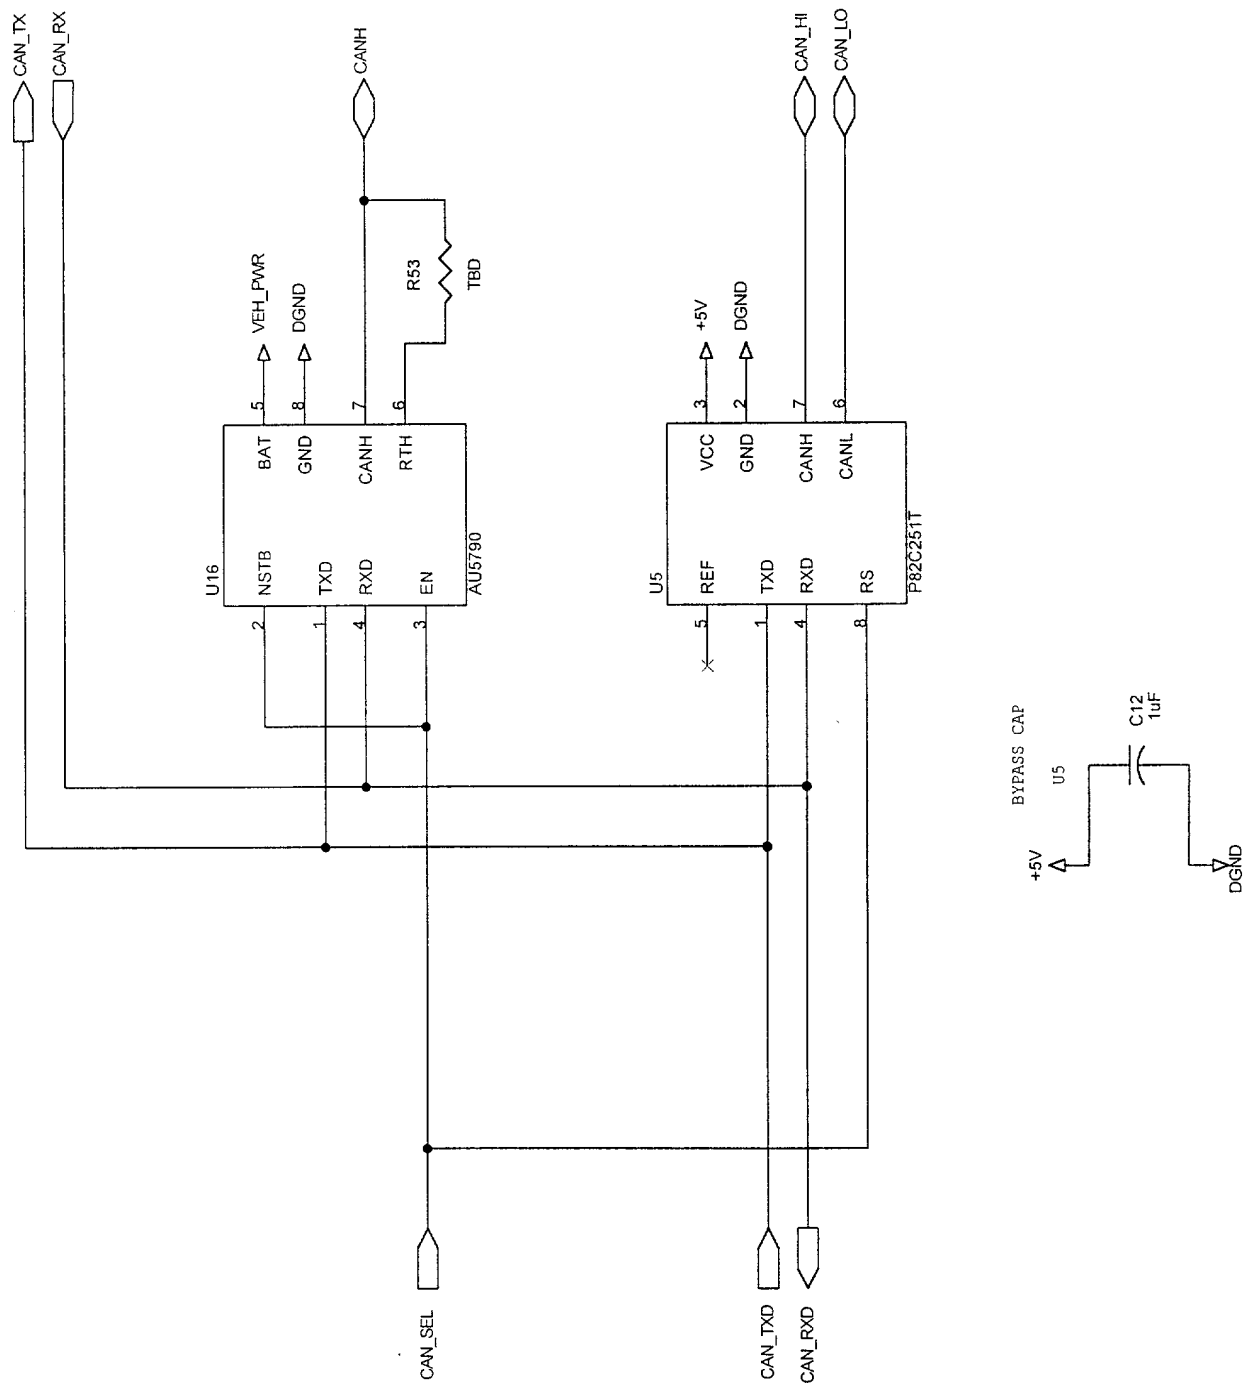 CAN_TX
CAN_RX
CANH
CAN_HI
CAN_LO
VEH_PWR
DGND
R53
TBD
+5V
DGND
5
8
7
6
BAT
GND
CANH
RTH
U16
NSTB
TXD
RXD
EN
AU5790
2
1
4
3
3
2
7
6
VCC
GND
CANH
CANL
U5
REF
TXD
RXD
RS
P82C251T
5
1
4
8
CAN_SEL
CAN_TXD
CAN_RXD
BYPASS CAP
U5
C12
1uF
+5V
DGND